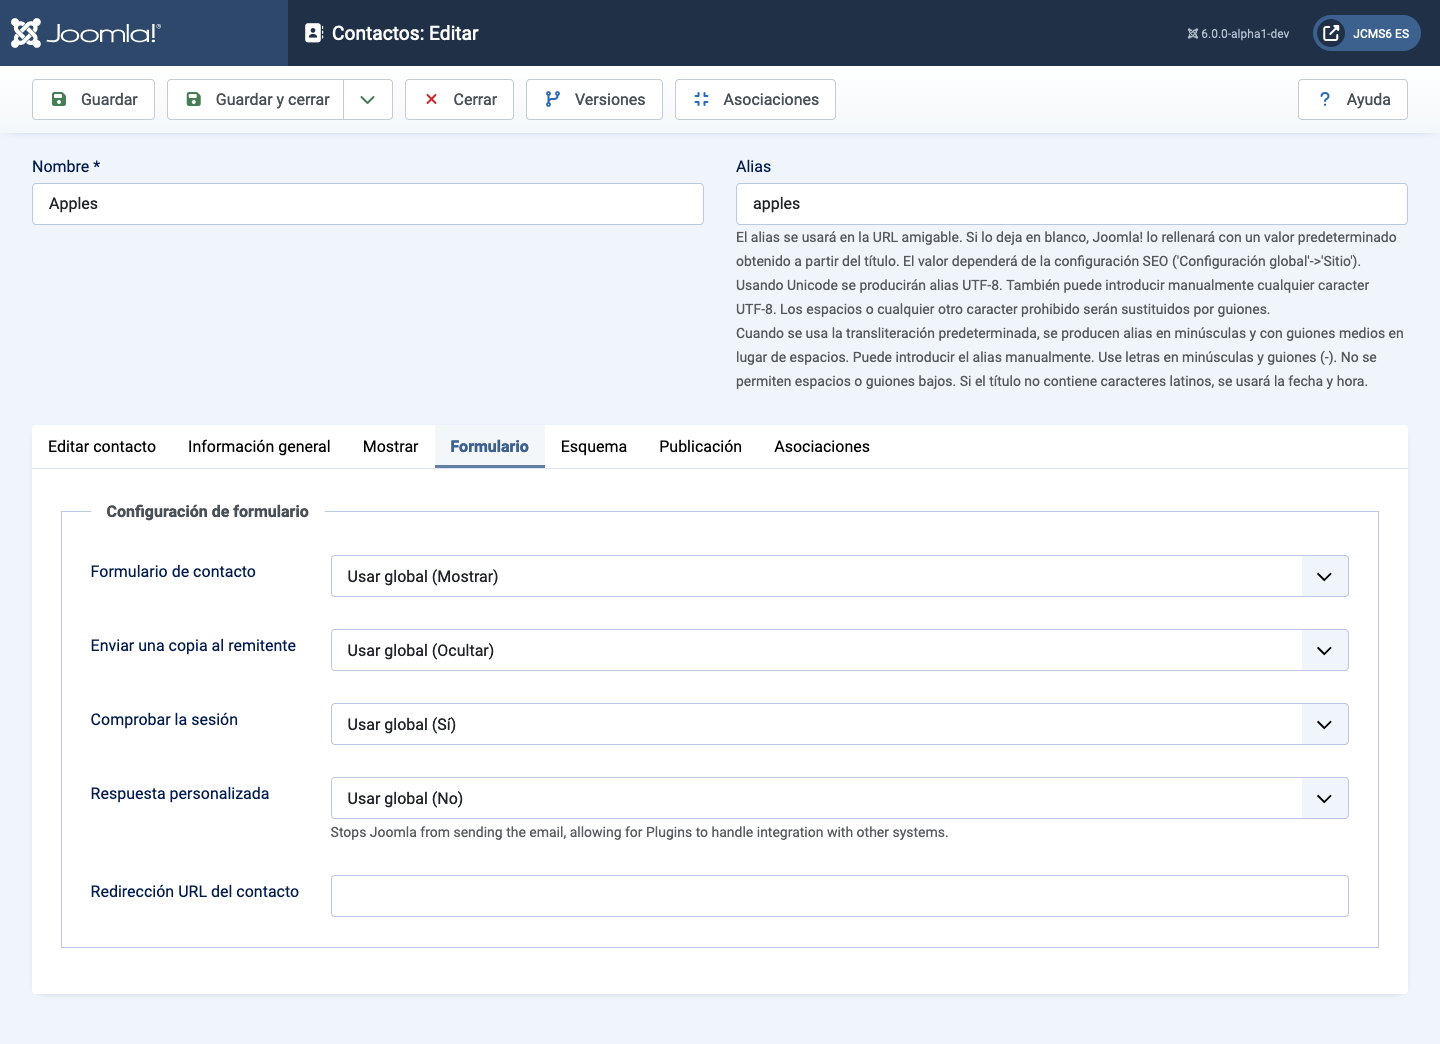 Joomla!®
Contactos: Editar
6.0.0-alpha1-dev
JCMS6 ES
Guardar
Guardar y cerrar
Cerrar
Versiones
Asociaciones
? Ayuda
Nombre *
Apples
Alias
apples
El alias se usará en la URL amigable. Si lo deja en blanco, Joomla! lo rellenará con un valor predeterminado
obtenido a partir del título. El valor dependerá de la configuración SEO ('Configuración global'->'Sitio').
Usando Unicode se producirán alias UTF-8. También puede introducir manualmente cualquier caracter
UTF-8. Los espacios o cualquier otro caracter prohibido serán sustituidos por guiones.
Cuando se usa la transliteración predeterminada, se producen alias en minúsculas y con guiones medios en
lugar de espacios. Puede introducir el alias manualmente. Use letras en minúsculas y guiones (-). No se
permiten espacios o guiones bajos. Si el título no contiene caracteres latinos, se usará la fecha y hora.
Editar contacto
Información general
Mostrar
Formulario
Esquema
Publicación
Asociaciones
Configuración de formulario
Formulario de contacto
Usar global (Mostrar)
Enviar una copia al remitente
Usar global (Ocultar)
Comprobar la sesión
Usar global (Sí)
Respuesta personalizada
Usar global (No)
Stops Joomla from sending the email, allowing for Plugins to handle integration with other systems.
Redirección URL del contacto